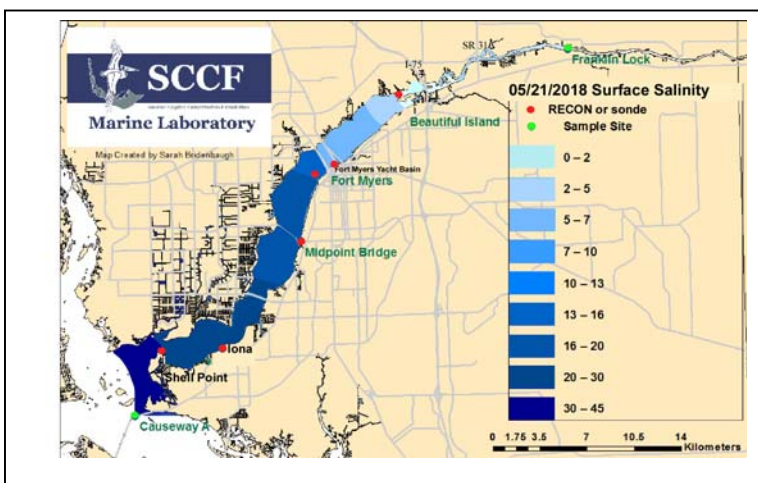 SCCF
Marine Laboratory
Map Created by Sarah Bridenbaugh
SR 31
I-75
Franklin Lock
Beautiful Island
Fort Myers Yacht Basin
Fort Myers
Midpoint Bridge
Iona
Shell Point
Causeway A
05/21/2018 Surface Salinity
RECON or sonde
Sample Site
0 – 2
2 – 5
5 – 7
7 – 10
10 – 13
13 – 16
16 – 20
20 – 30
30 – 45
0 1.75 3.5 7 10.5 14
Kilometers